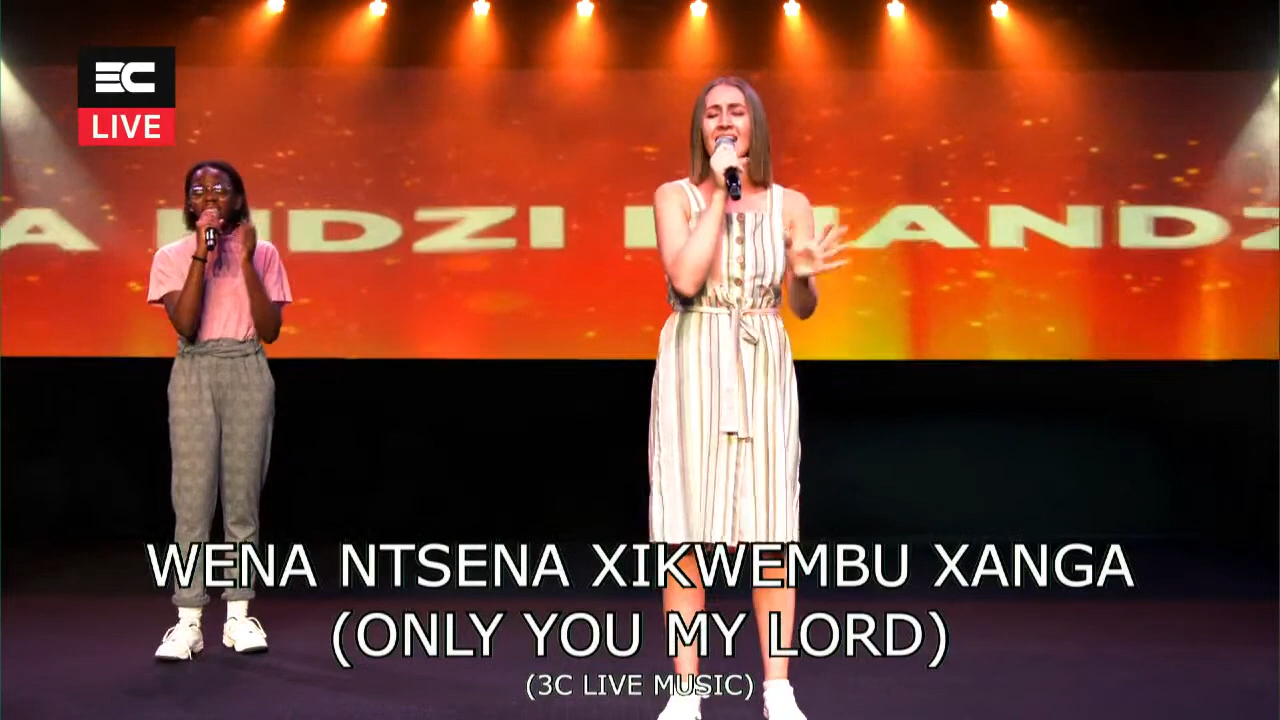 3C
LIVE
WENA NTSENA XIKWEMBU XANGA
(ONLY YOU MY LORD)
(3C LIVE MUSIC)